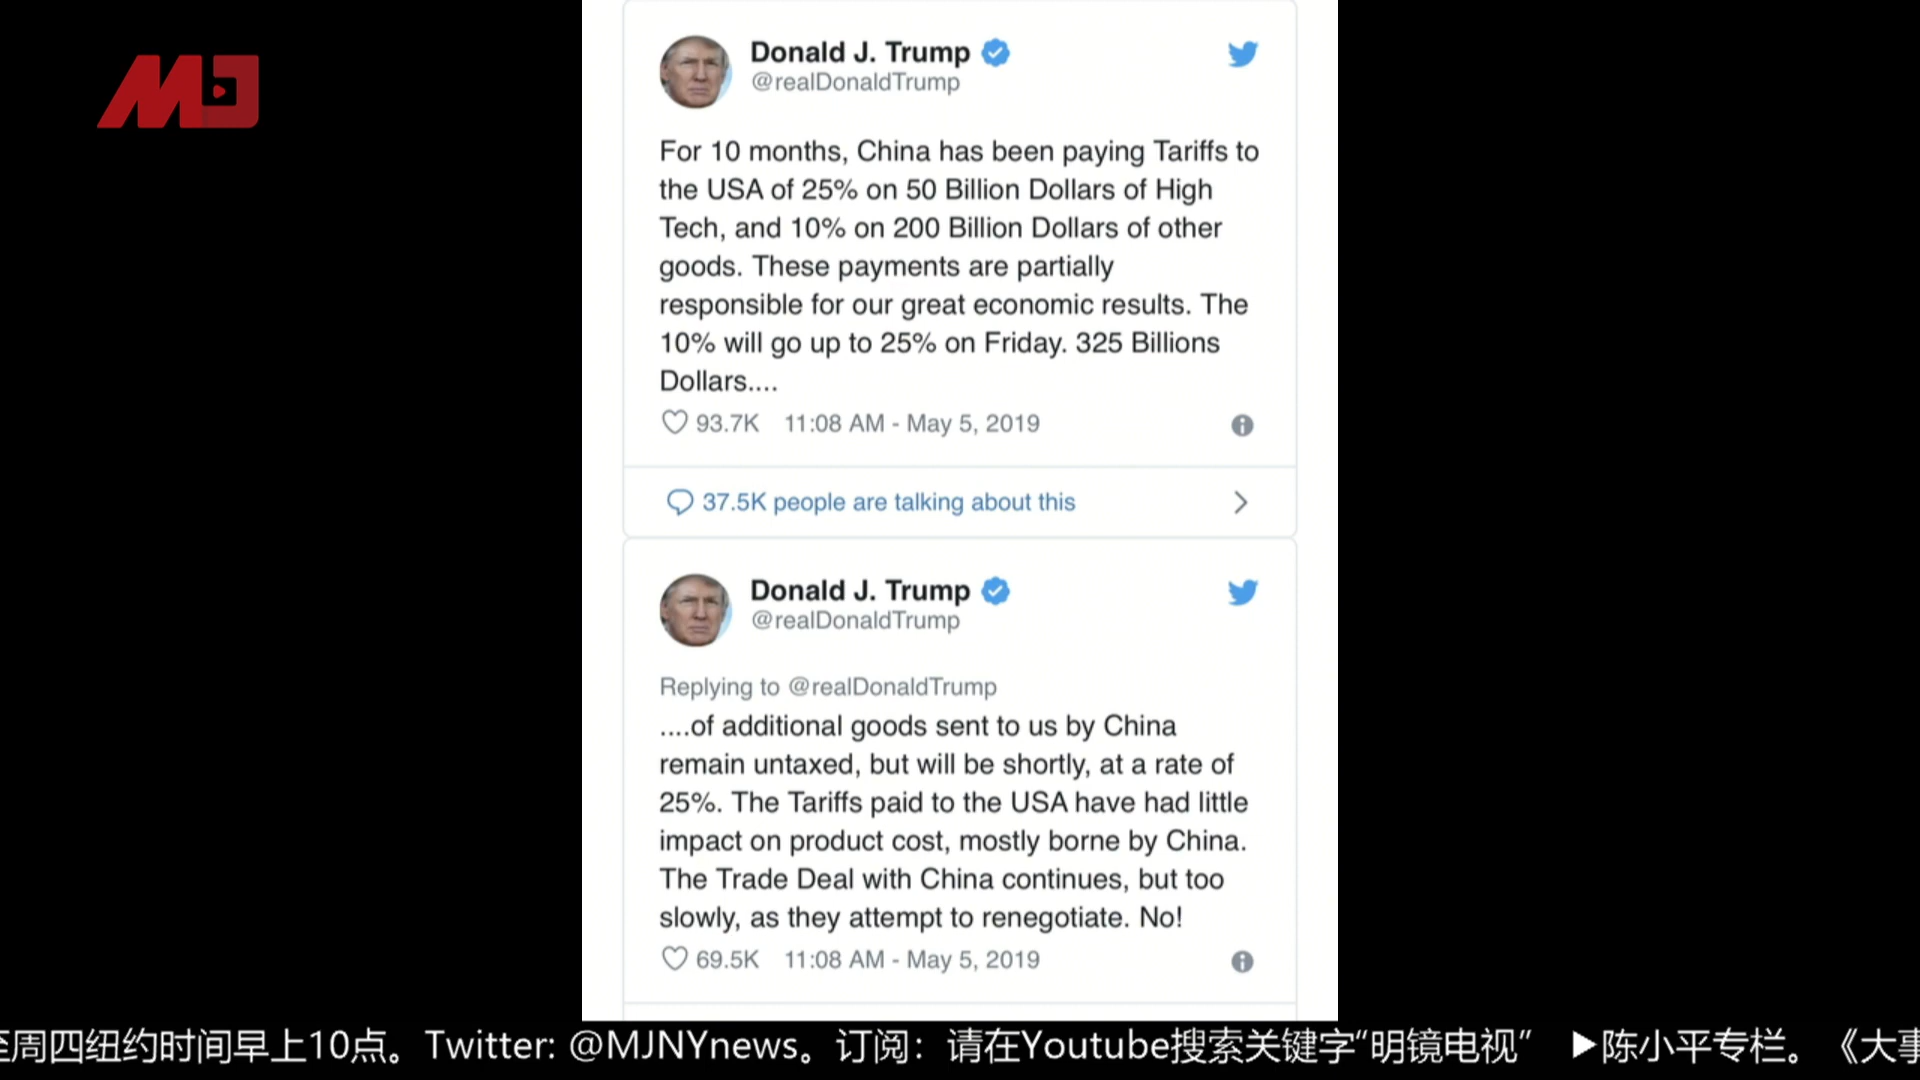 MJ
Donald J. Trump
@realDonaldTrump
For 10 months, China has been paying Tariffs to
the USA of 25% on 50 Billion Dollars of High
Tech, and 10% on 200 Billion Dollars of other
goods. These payments are partially
responsible for our great economic results. The
10% will go up to 25% on Friday. 325 Billions
Dollars....
93.7K 11:08 AM - May 5, 2019
37.5K people are talking about this
Donald J. Trump
@realDonaldTrump
Replying to @realDonaldTrump
....of additional goods sent to us by China
remain untaxed, but will be shortly, at a rate of
25%. The Tariffs paid to the USA have had little
impact on product cost, mostly borne by China.
The Trade Deal with China continues, but too
slowly, as they attempt to renegotiate. No!
69.5K 11:08 AM - May 5, 2019
至周四纽约时间早上10点。Twitter: @MJNYnews。订阅：请在Youtube搜索关键字“明镜电视” ▶陈小平专栏。《大事